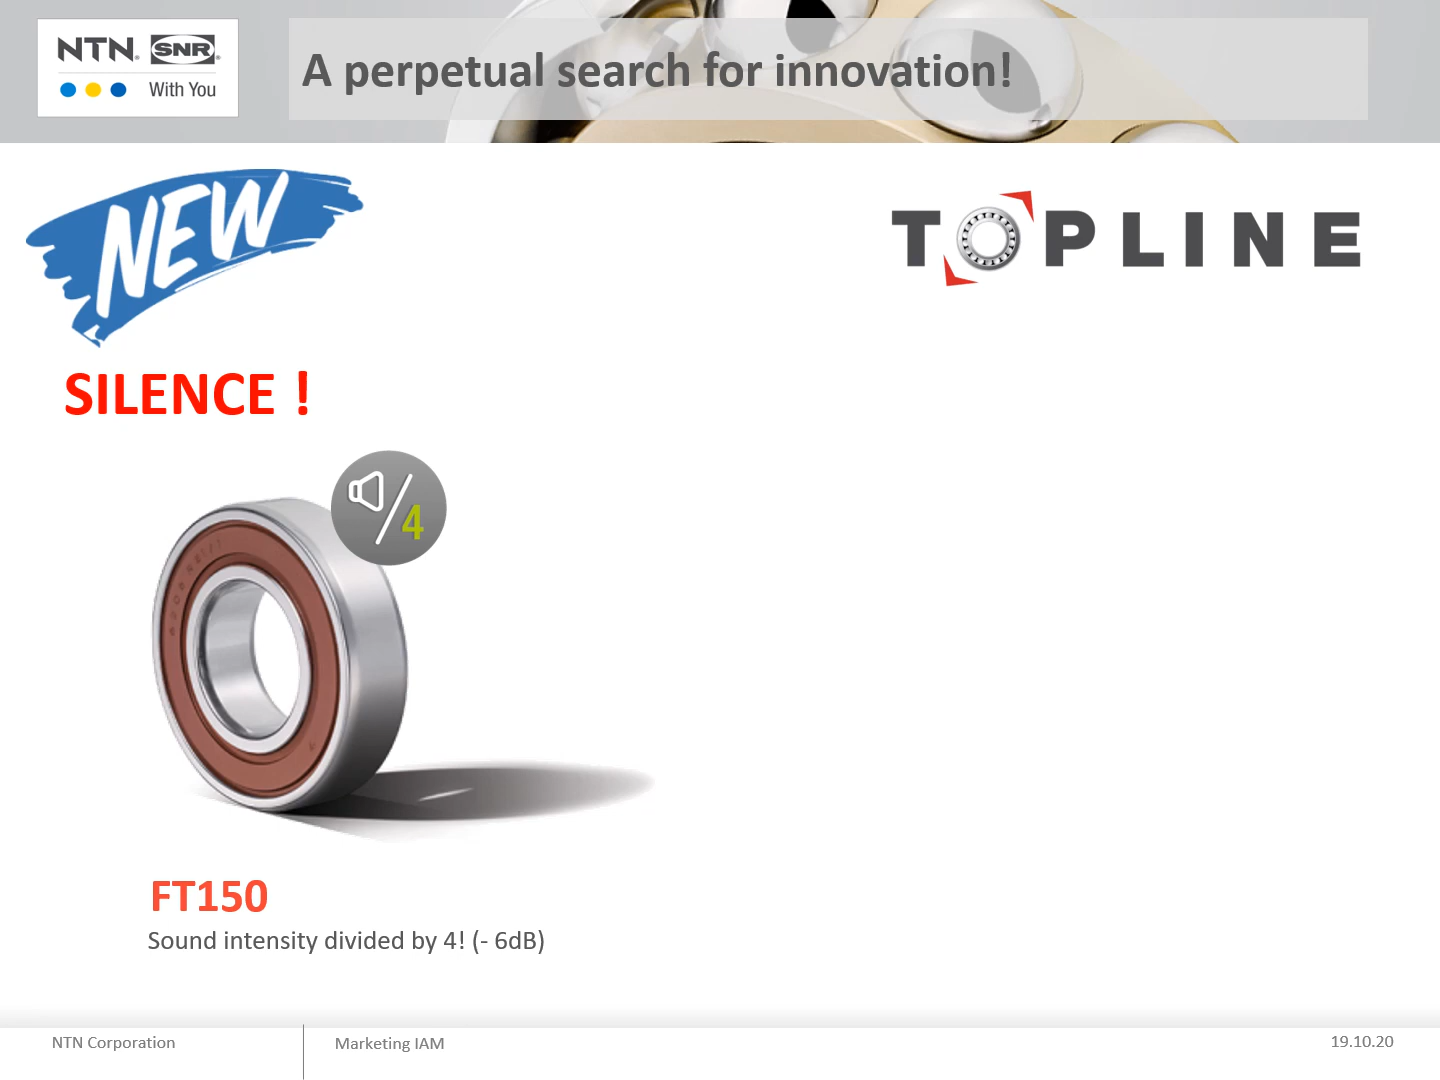 NTN® SNR®
With You
A perpetual search for innovation!
NEW
TOPLINE
SILENCE !
/4
FT150
Sound intensity divided by 4! (- 6dB)
NTN Corporation
Marketing IAM
19.10.20